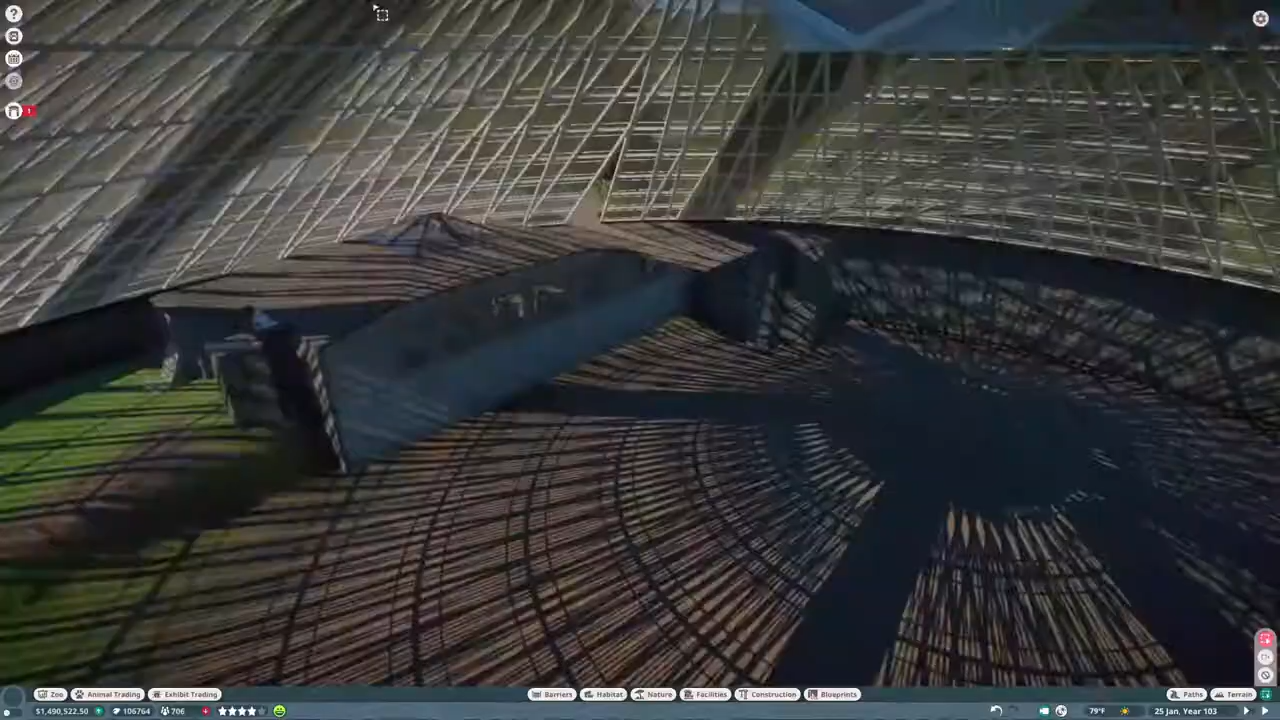 ?
1
Zoo Animal Trading Exhibit Trading Barriers Habitat Nature Facilities Construction Blueprints Paths Terrain
$1,490,522.50 106764 706 79°F 25 Jan, Year 103